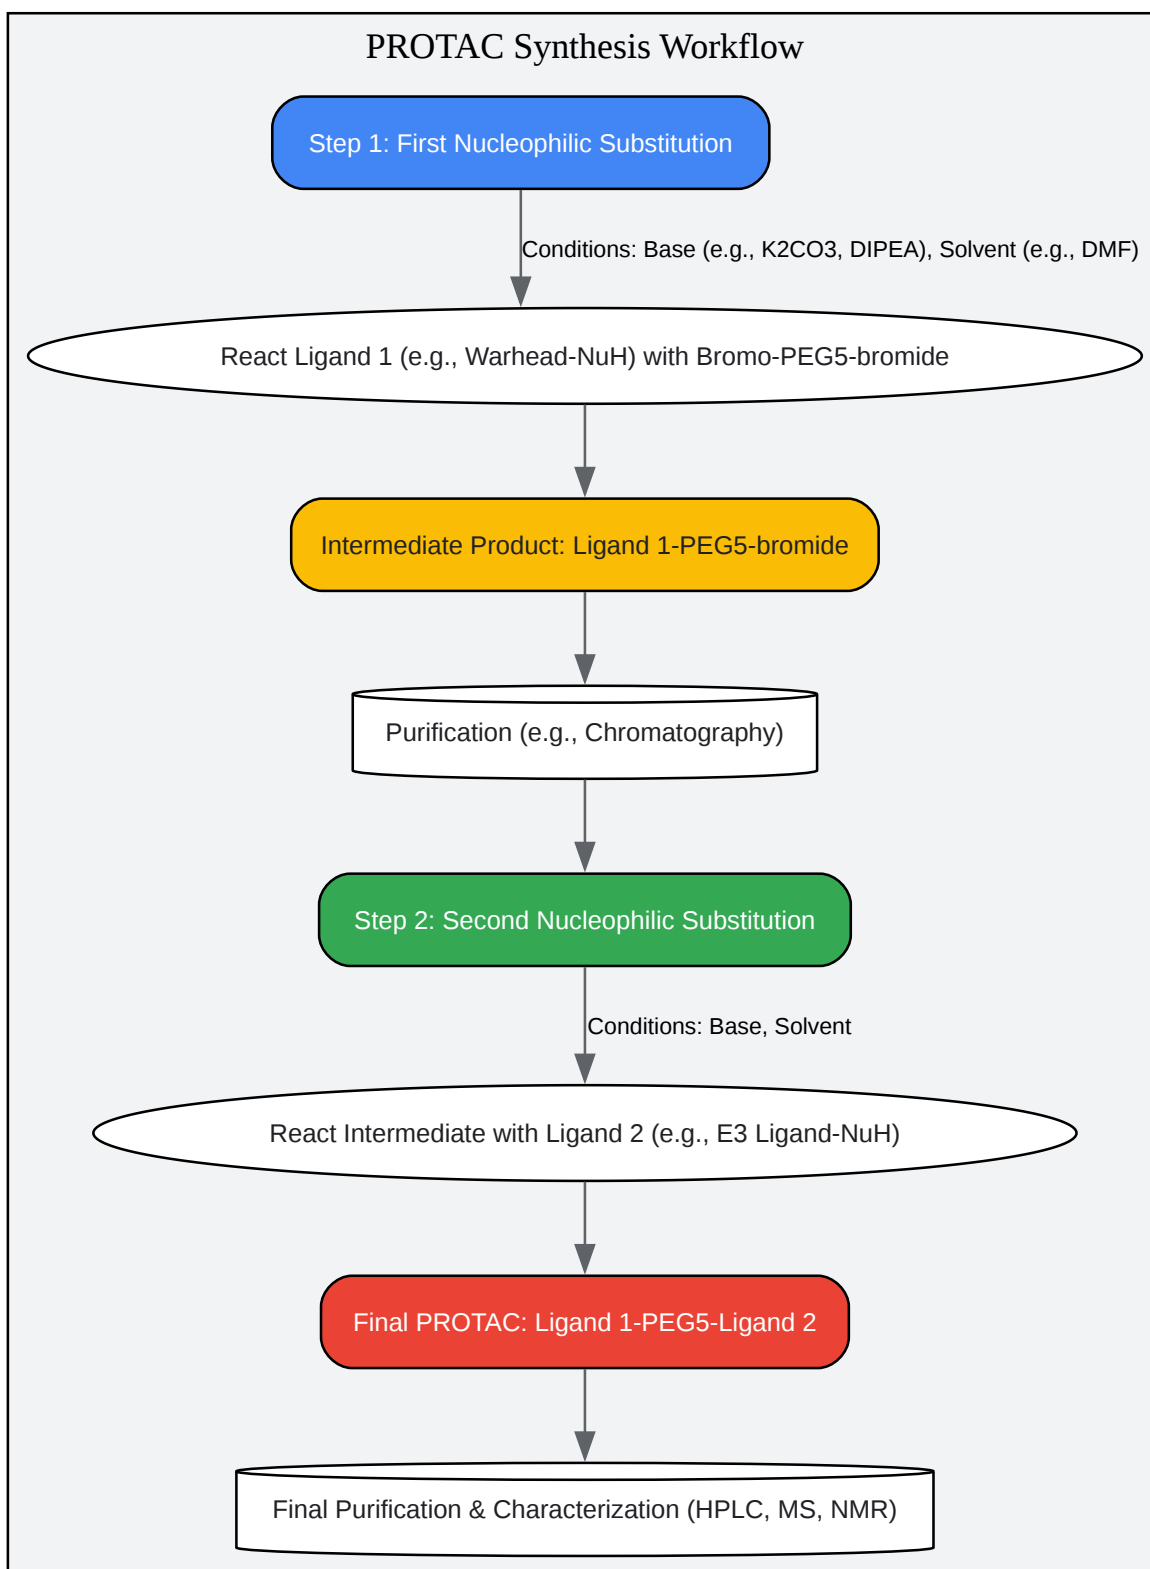 PROTAC Synthesis Workflow
Step 1: First Nucleophilic Substitution
Conditions: Base (e.g., K2CO3, DIPEA), Solvent (e.g., DMF)
React Ligand 1 (e.g., Warhead-NuH) with Bromo-PEG5-bromide
Intermediate Product: Ligand 1-PEG5-bromide
Purification (e.g., Chromatography)
Step 2: Second Nucleophilic Substitution
Conditions: Base, Solvent
React Intermediate with Ligand 2 (e.g., E3 Ligand-NuH)
Final PROTAC: Ligand 1-PEG5-Ligand 2
Final Purification & Characterization (HPLC, MS, NMR)